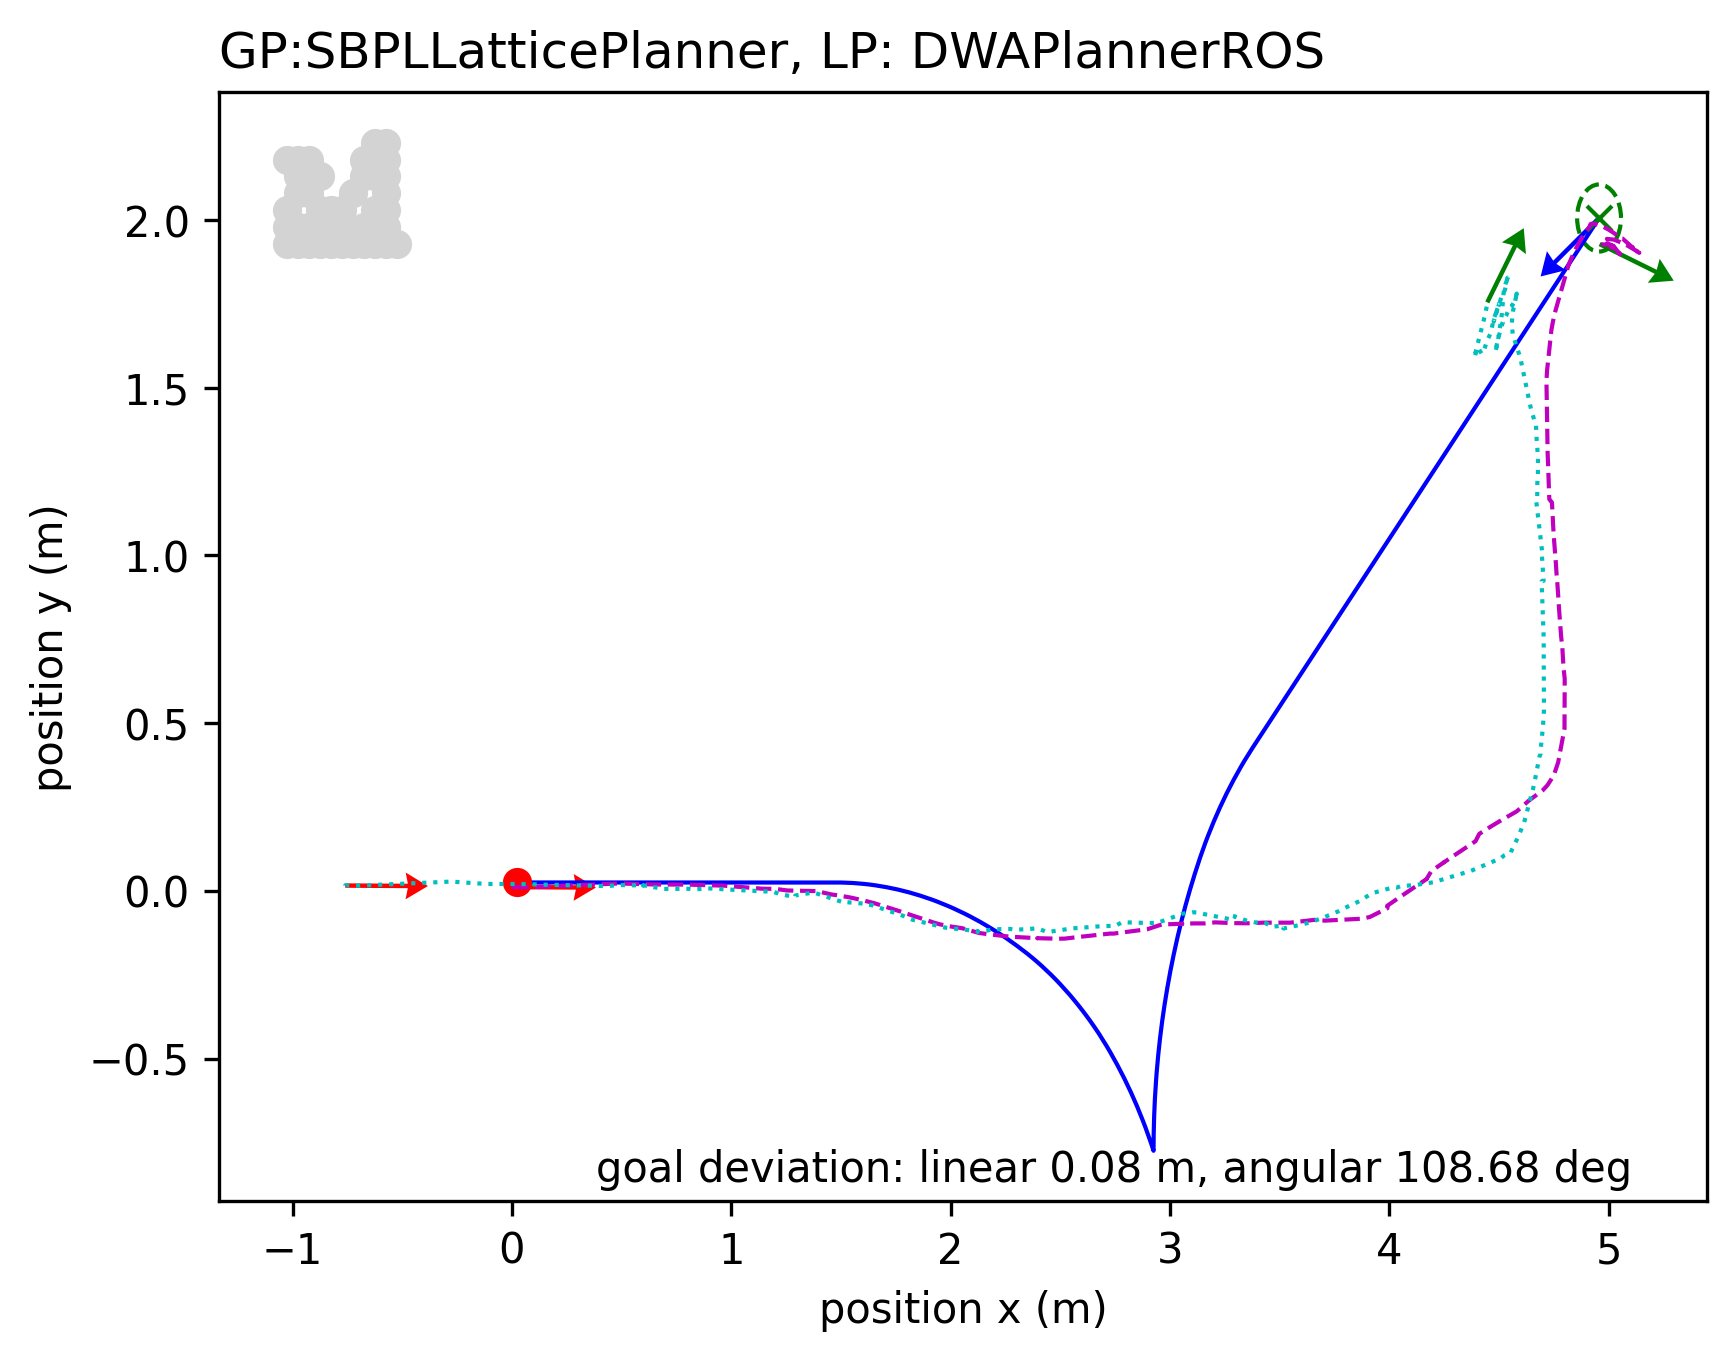 GP:SBPLLatticePlanner, LP: DWAPlannerROS
2.0
1.5
1.0
0.5
0.0
−0.5
position y (m)
goal deviation: linear 0.08 m, angular 108.68 deg
−1 0 1 2 3 4 5
position x (m)